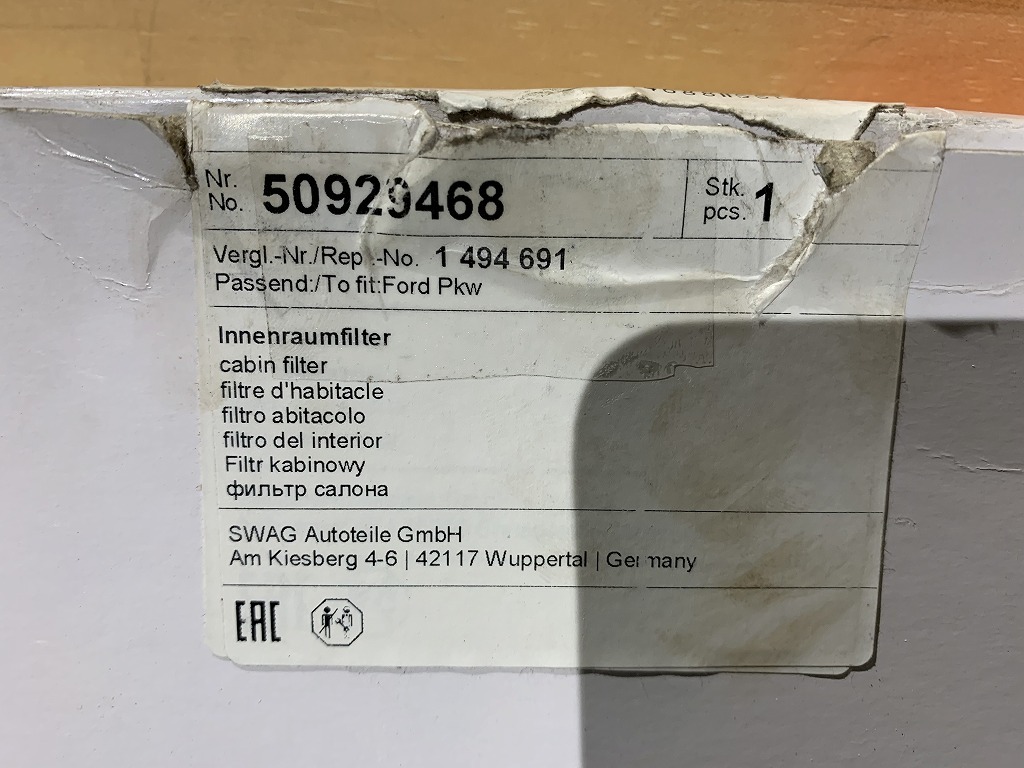 Nr.
No. 50929468
Stk.
pcs. 1
Vergl.-Nr./Rep .-No. 1 494 691
Passend:/To fit:Ford Pkw
Innenraumfilter
cabin filter
filtre d'habitacle
filtro abitacolo
filtro del interior
Filtr kabinowy
фильтр салона
SWAG Autoteile GmbH
Am Kiesberg 4-6 | 42117 Wuppertal | Germany
EAC